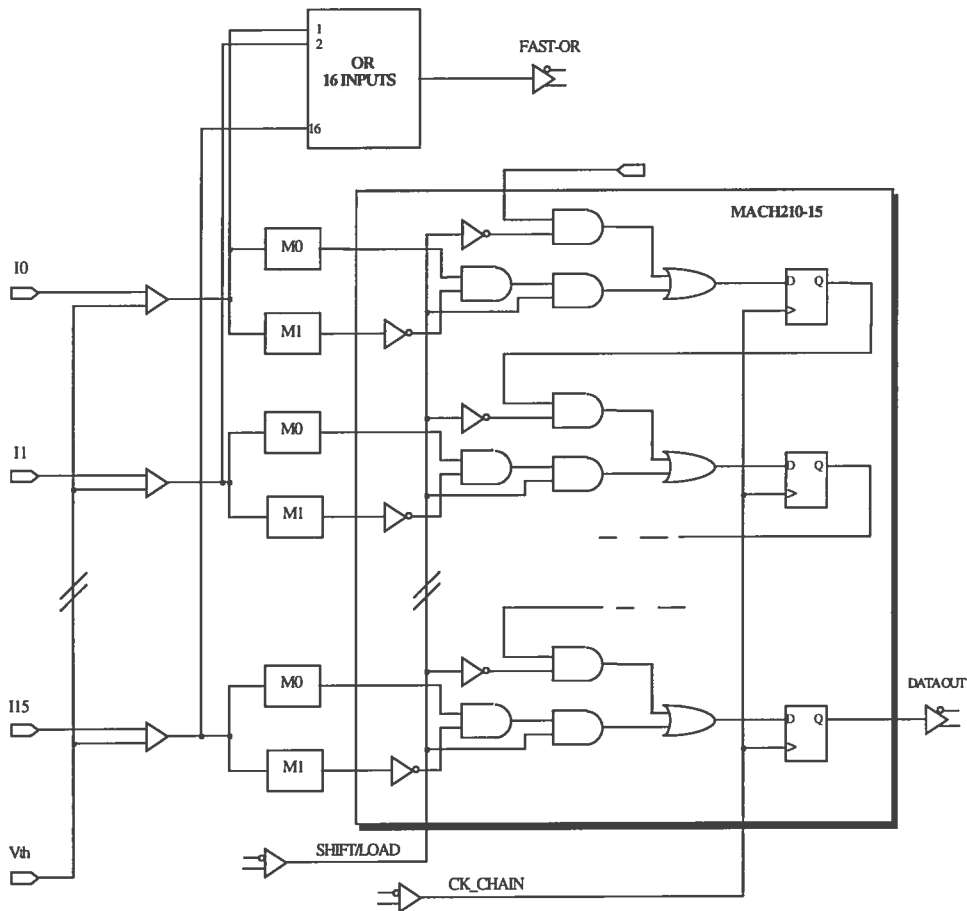 1
2
OR
16 INPUTS
16
FAST-OR
MACH210-15
I0
M0
M1
D Q
I1
M0
M1
D Q
I15
M0
M1
D Q
DATAOUT
Vth
SHIFT/LOAD
CK_CHAIN